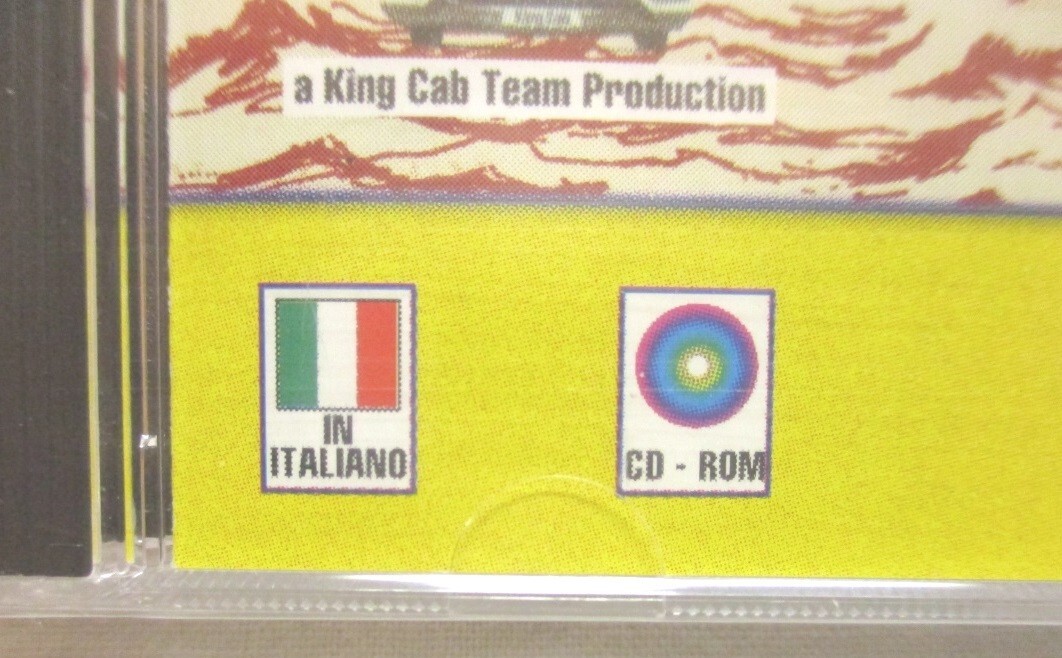 a King Cab Team Production
IN
ITALIANO
CD - ROM